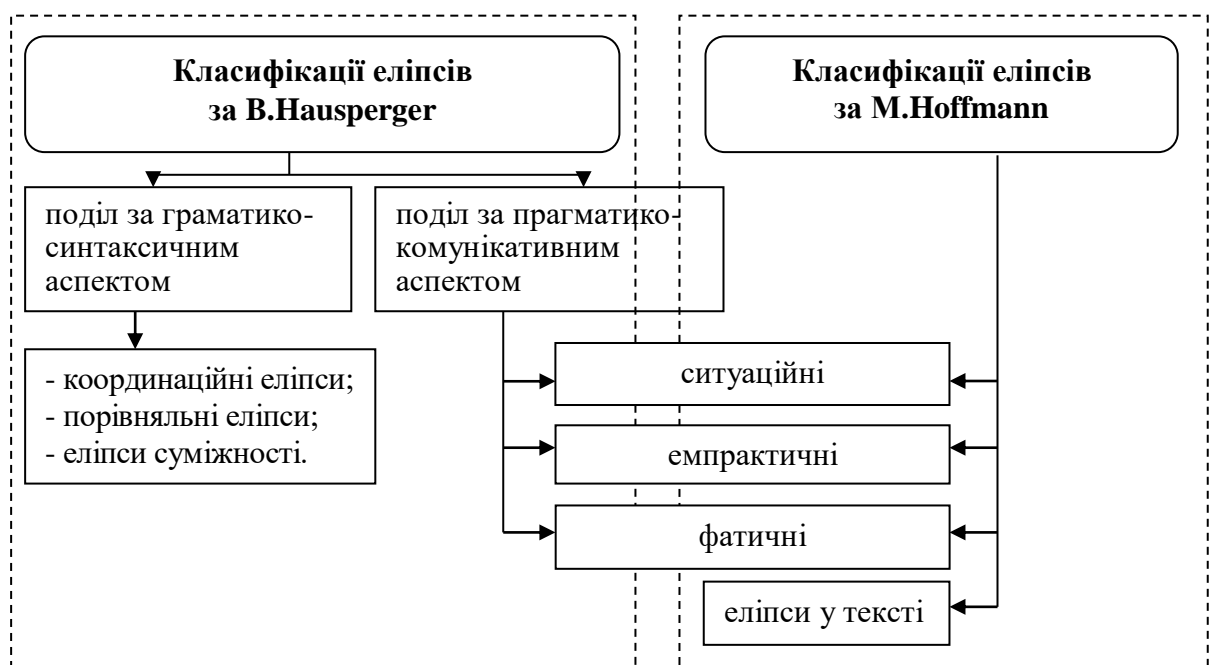 Класифікації еліпсів
за B.Hausperger
Класифікації еліпсів
за M.Hoffmann
поділ за граматико-
синтаксичним
аспектом
поділ за прагматико-
комунікативним
аспектом
- координаційні еліпси;
- порівняльні еліпси;
- еліпси суміжності.
ситуаційні
емпрактичні
фатичні
еліпси у тексті